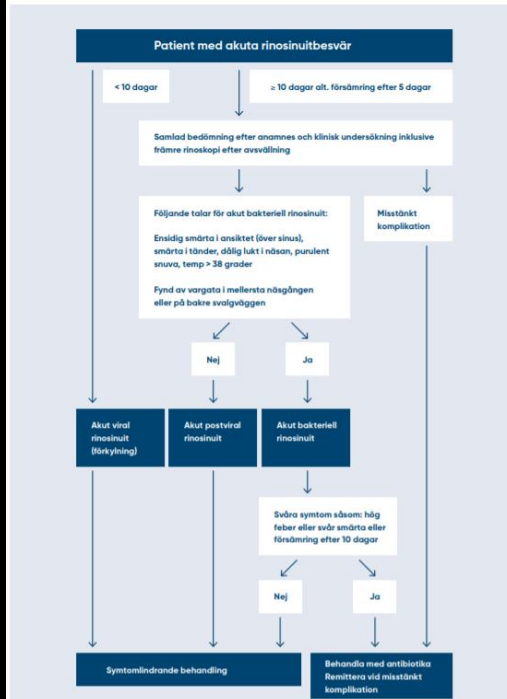 Patient med akuta rinosinuitbesvär
< 10 dagar
≥ 10 dagar alt. försämring efter 5 dagar
Samlad bedömning efter anamnes och klinisk undersökning inklusive
främre rinoskopi efter avsvällning
Följande talar för akut bakteriell rinosinuit:
Ensidig smärta i ansiktet (över sinus),
smärta i tänder, dålig lukt i näsan, purulent
snuva, temp > 38 grader
Fynd av vargata i mellersta näsgången
eller på bakre svalgväggen
Misstänkt
komplikation
Nej
Ja
Akut viral
rinosinuit
(förkylning)
Akut postviral
rinosinuit
Akut bakteriell
rinosinuit
Svåra symtom såsom: hög
feber eller svår smärta eller
försämring efter 10 dagar
Nej
Ja
Symtomlindrande behandling
Behandla med antibiotika
Remittera vid misstänkt
komplikation